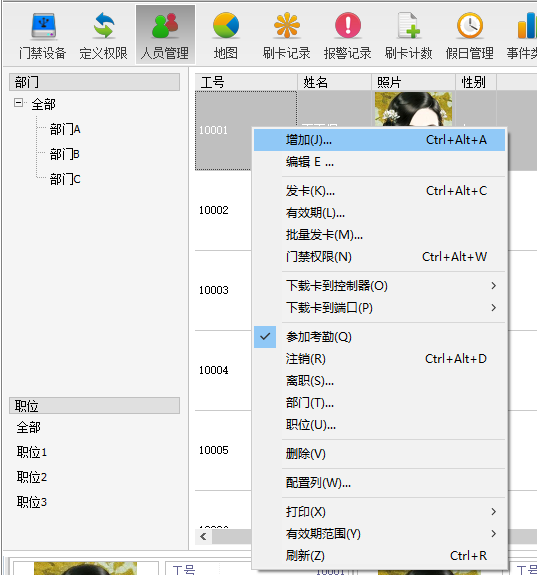 门禁设备 定义权限 人员管理 地图 刷卡记录 报警记录 刷卡计数 假日管理 事件类
部门
全部
部门A
部门B
部门C
职位
全部
职位1
职位2
职位3
工号 姓名 照片 性别
10001
10002
10003
10004
10005
增加(J)... Ctrl+Alt+A
编辑 E ...
发卡(K)... Ctrl+Alt+C
有效期(L)...
批量发卡(M)...
门禁权限(N) Ctrl+Alt+W
下载卡到控制器(O)
下载卡到端口(P)
参加考勤(Q)
注销(R) Ctrl+Alt+D
离职(S)...
部门(T)...
职位(U)...
删除(V)
配置列(W)...
打印(X)
有效期范围(Y)
刷新(Z) Ctrl+R
工号 10001 工号